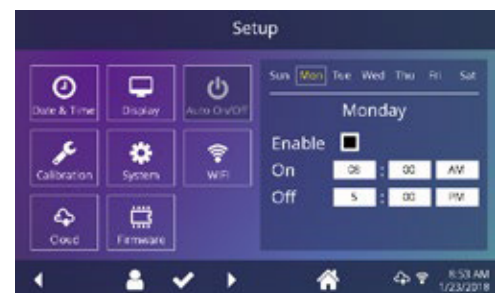 Setup
Date & Time
Display
Auto On/Off
Calibration
System
WiFi
Cloud
Firmware
Sun Mon Tue Wed Thu Fri Sat
Monday
Enable
On 08 : 00 AM
Off 5 : 00 PM
8:53 AM
1/23/2018